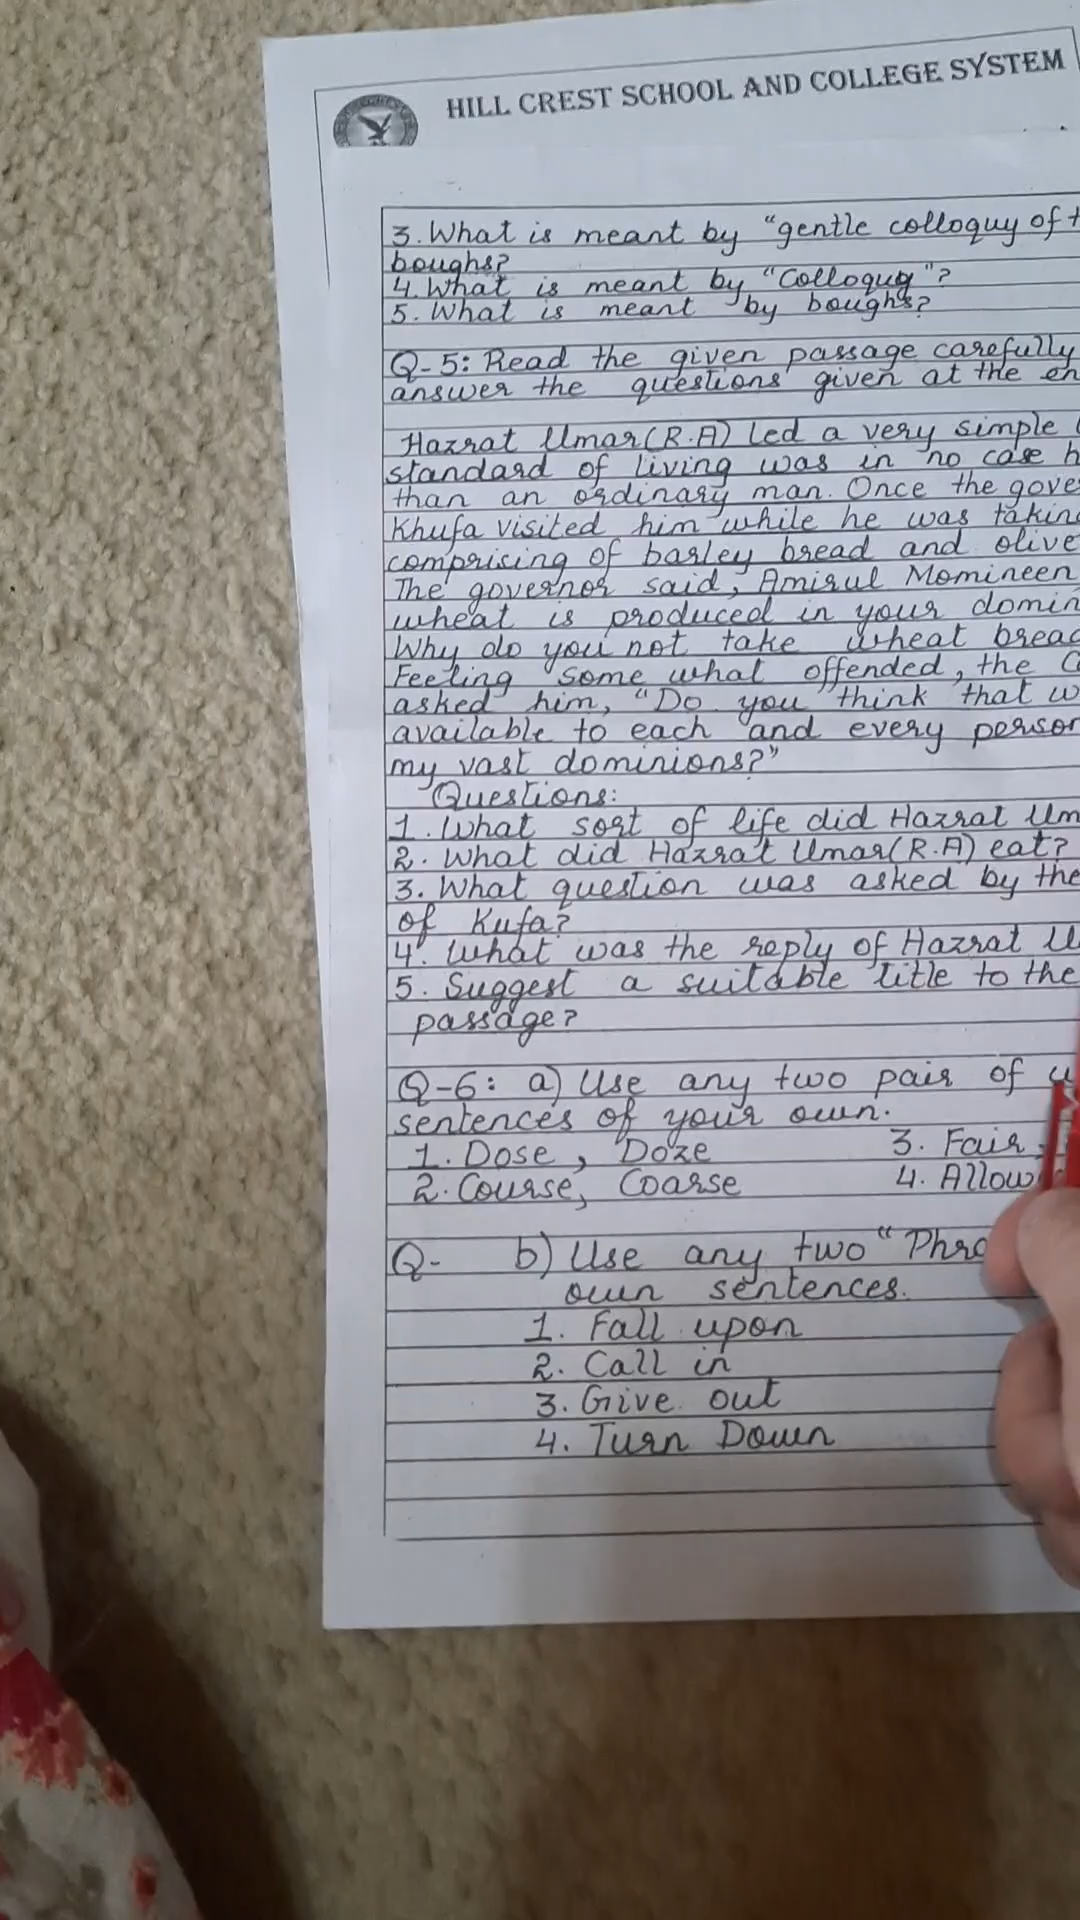 HILL CREST SCHOOL AND COLLEGE SYSTEM
3. What is meant by "gentle colloquy of
boughs?
4. What is meant by "Colloquy"?
5. What is meant by boughs?
Q-5: Read the given passage carefully
answer the questions given at the
Hazrat Umar(R.A) Led a very simple
standard of living was in no case
than an ordinary man. Once the
Khufa visited him while he was
comprising of barley bread and olive
The governor said, Amirul Momineen
wheat is produced in your
Why do you not take wheat
Feeling some what offended, the
asked him, "Do you think that
available to each and every person
my vast dominions?"
Questions:
1. What sort of life did Hazrat
2. What did Hazrat Umar(R.A) eat?
3. What question was asked by the
of Kufa?
4. What was the reply of Hazrat
5. Suggest a suitable title to the
passage?
Q-6: a) Use any two pair of
sentences of your own.
1. Dose, Doze 3. Fair
2. Course, Coarse 4. Allow
Q- b) Use any two "
own sentences.
1. Fall upon
2. Call in
3. Give out
4. Turn Down